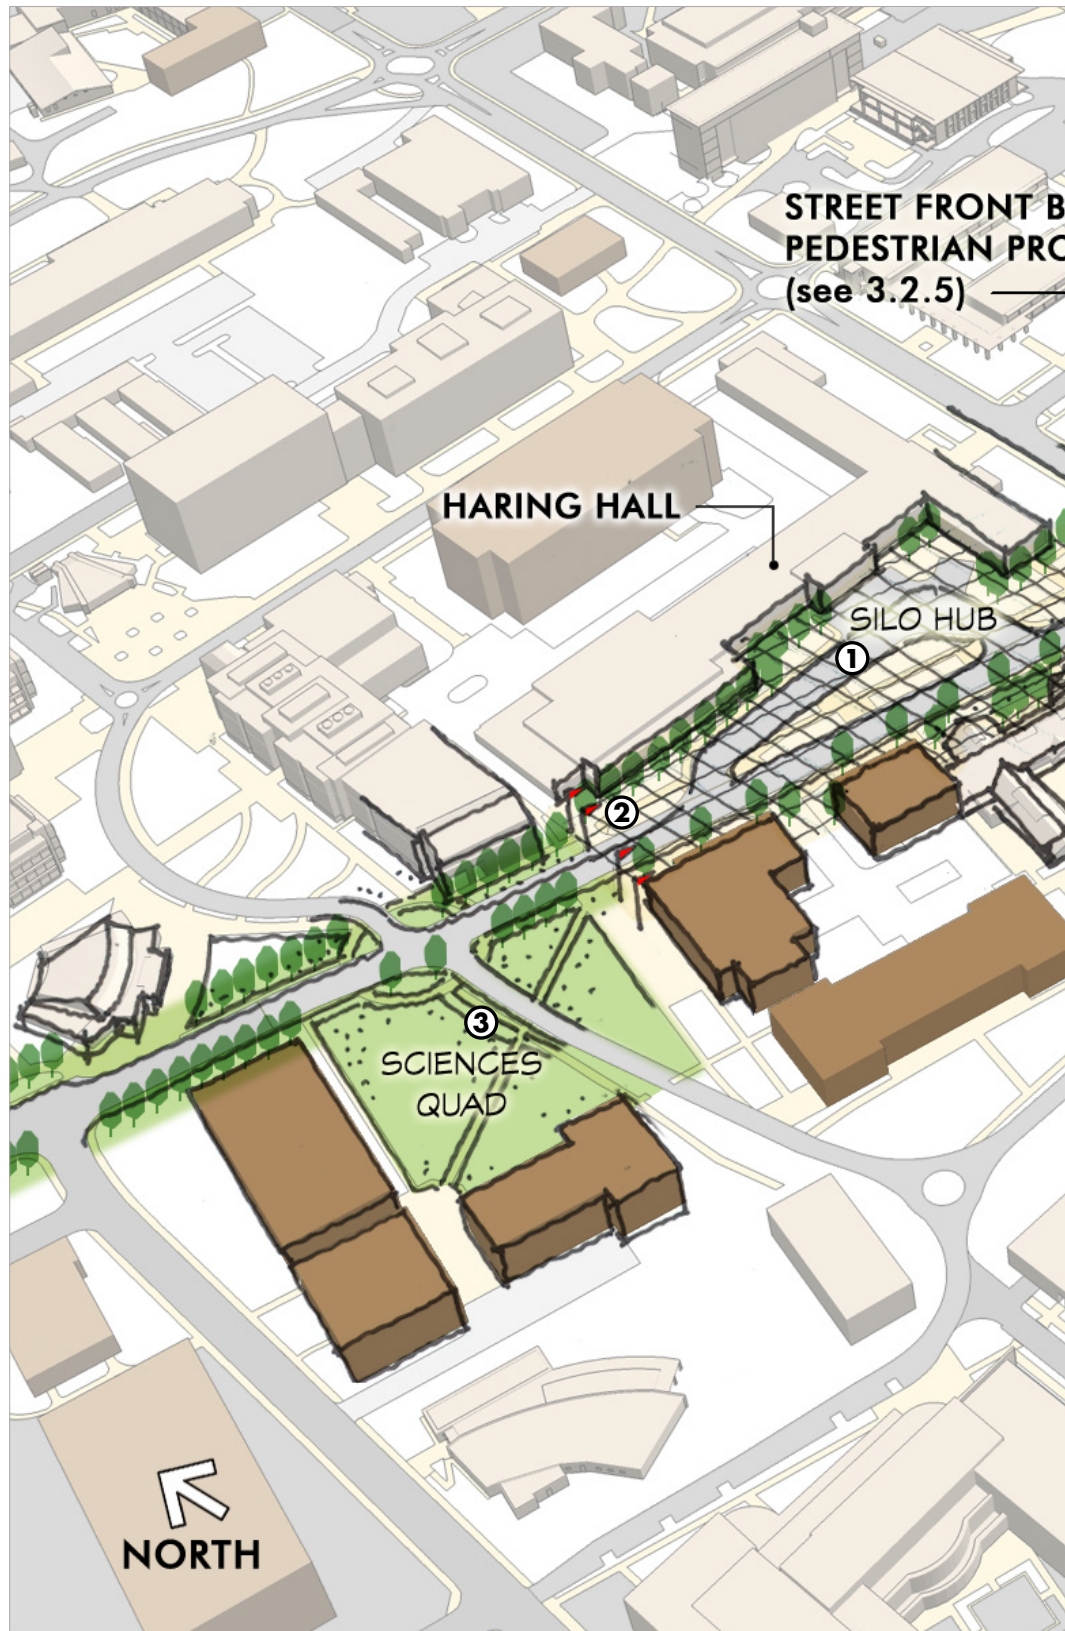 STREET FRONT B
PEDESTRIAN PRO
(see 3.2.5)
HARING HALL
SILO HUB
1
2
3
SCIENCES
QUAD
NORTH